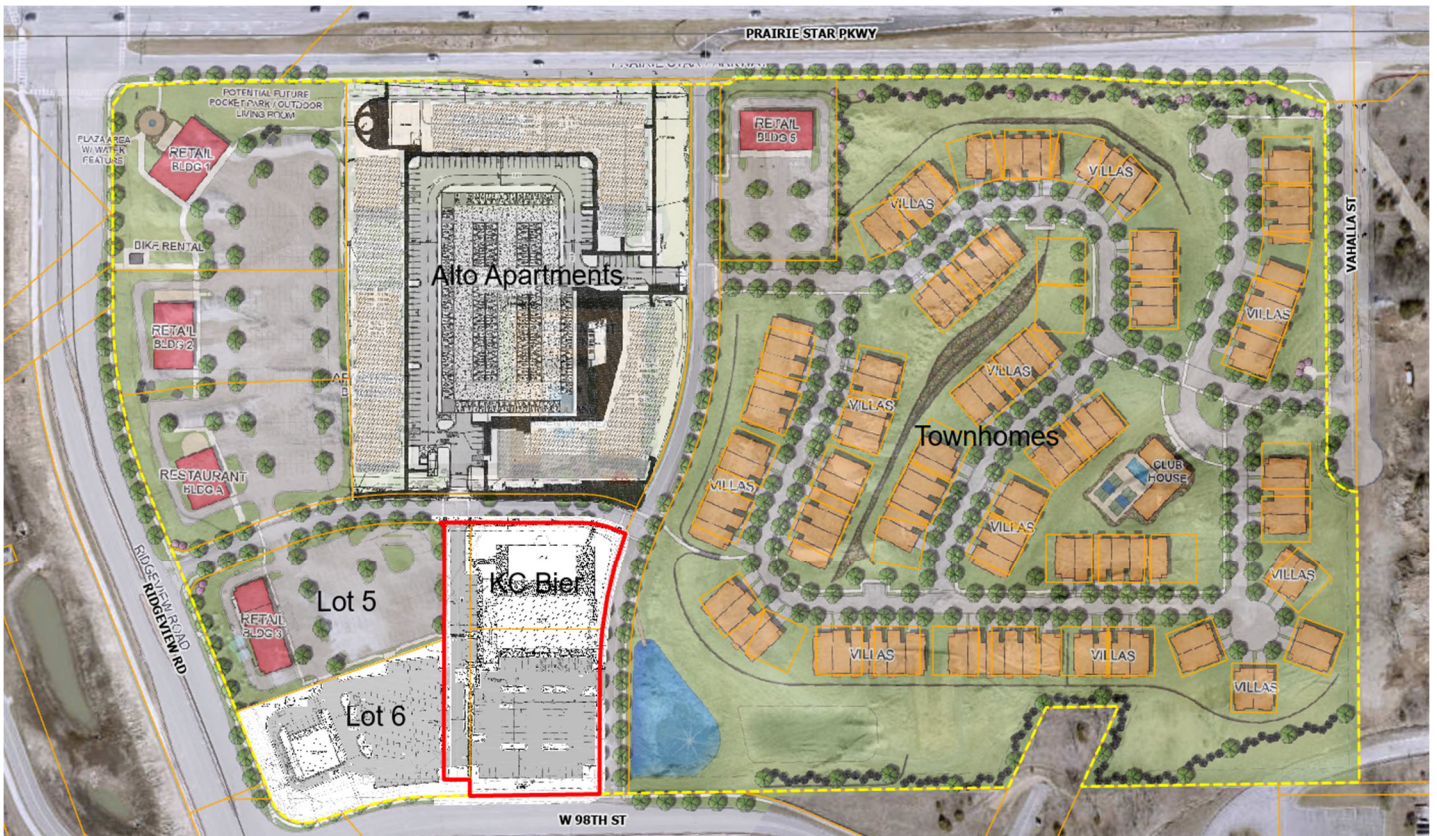 PRAIRIE STAR PKWY
POTENTIAL FUTURE
POCKET PARK / OUTDOOR
LIVING ROOM
PLAZA AREA
W/ WATER
FEATURE
RETAIL
BLDG 1
BIKE RENTAL
RETAIL
BLDG 2
RESTAURANT
BLDG A
RETAIL
BLDG 3
Lot 5
Lot 6
RIDGEVIEW ROAD
RIDGEVIEW RD
Alto Apartments
KC Bier
RETAIL
BLDG 5
VILLAS
VILLAS
VILLAS
VILLAS
VILLAS
VILLAS
Townhomes
CLUB
HOUSE
VILLAS
VILLAS
VILLAS
VILLAS
VILLAS
VILLAS
VAHALLA ST
W 98TH ST